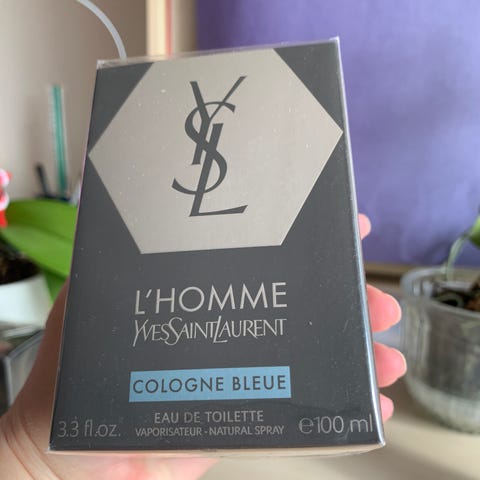 YSL
L'HOMME
YVESSAINTLAURENT
COLOGNE BLEUE
EAU DE TOILETTE
3.3 fl.oz. VAPORISATEUR - NATURAL SPRAY ℮100 ml